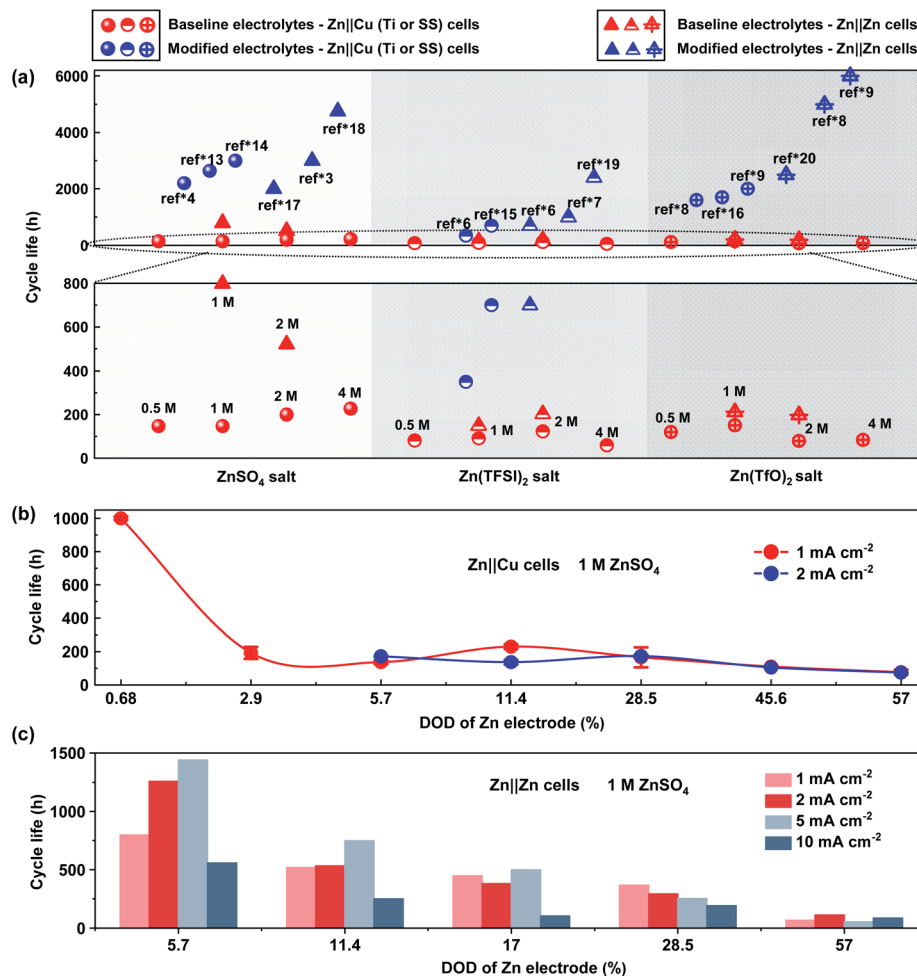 Baseline electrolytes - Zn||Cu (Ti or SS) cells
Modified electrolytes - Zn||Cu (Ti or SS) cells
Baseline electrolytes - Zn||Zn cells
Modified electrolytes - Zn||Zn cells
(a)
Cycle life (h)
6000
4000
2000
0
ref*4
ref*13
ref*14
ref*17
ref*3
ref*18
ref*6
ref*15
ref*6
ref*7
ref*19
ref*8
ref*16
ref*9
ref*20
ref*8
ref*9
800
600
400
200
0
1 M
2 M
0.5 M
1 M
2 M
4 M
0.5 M
1 M
2 M
4 M
0.5 M
1 M
2 M
4 M
ZnSO₄ salt
Zn(TFSI)₂ salt
Zn(TfO)₂ salt
(b)
Cycle life (h)
1000
800
600
400
200
0
Zn||Cu cells 1 M ZnSO₄
1 mA cm⁻²
2 mA cm⁻²
0.68 2.9 5.7 11.4 28.5 45.6 57
DOD of Zn electrode (%)
(c)
Cycle life (h)
1500
1000
500
0
Zn||Zn cells 1 M ZnSO₄
1 mA cm⁻²
2 mA cm⁻²
5 mA cm⁻²
10 mA cm⁻²
5.7 11.4 17 28.5 57
DOD of Zn electrode (%)